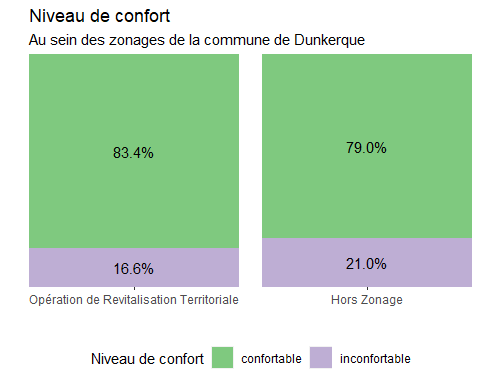 Niveau de confort
Au sein des zonages de la commune de Dunkerque
83.4%
79.0%
16.6%
21.0%
Opération de Revitalisation Territoriale
Hors Zonage
Niveau de confort confortable inconfortable